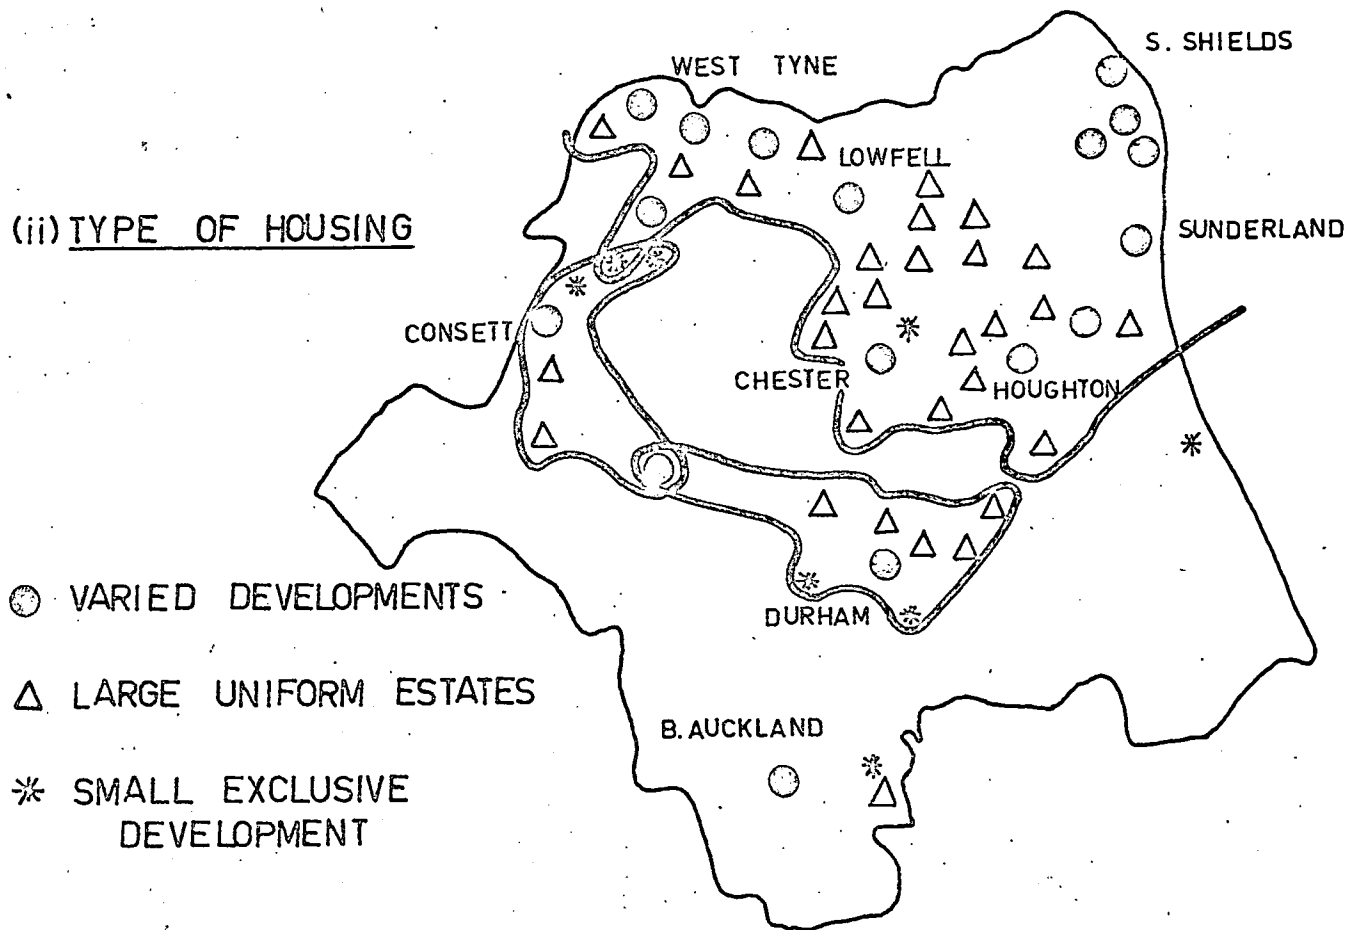 S. SHIELDS
WEST TYNE
LOWFELL
(ii) TYPE OF HOUSING
SUNDERLAND
CONSETT
CHESTER
HOUGHTON
VARIED DEVELOPMENTS
DURHAM
LARGE UNIFORM ESTATES
B. AUCKLAND
SMALL EXCLUSIVE
DEVELOPMENT